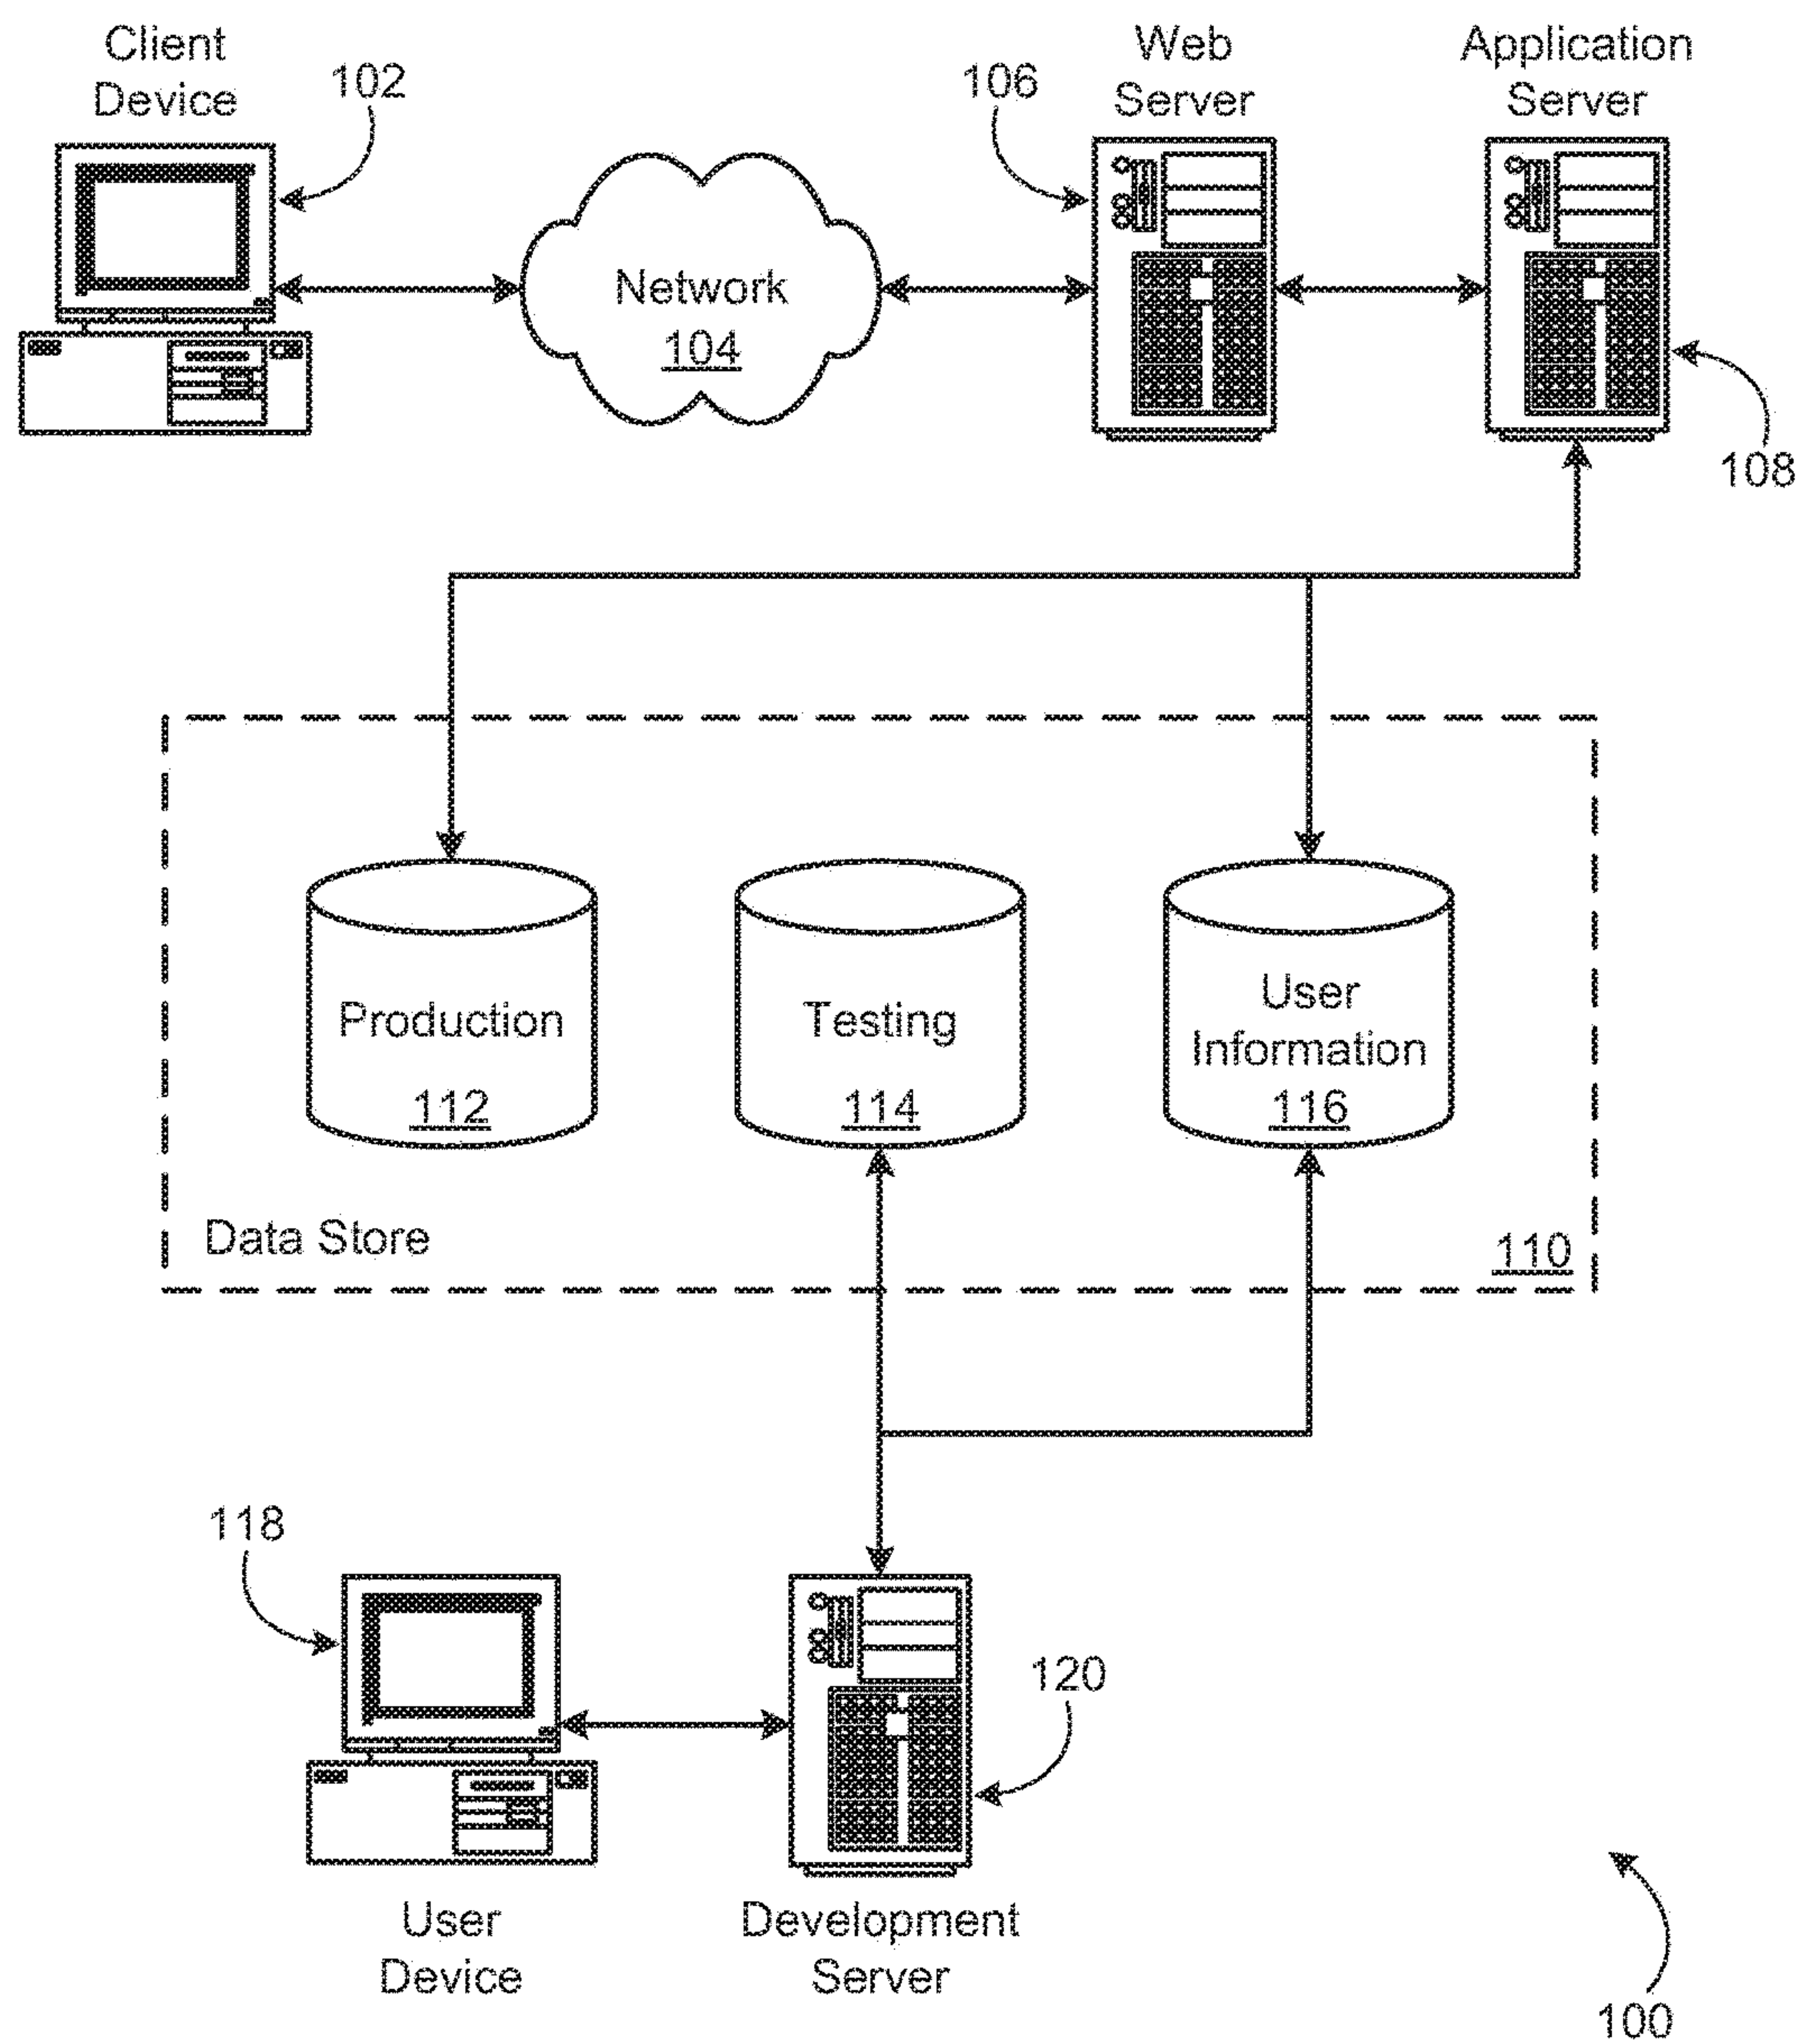 Client
Device
102
106
Web
Server
Application
Server
Network
104
108
Production
112
Testing
114
User
Information
116
Data Store
110
118
120
User
Device
Development
Server
100